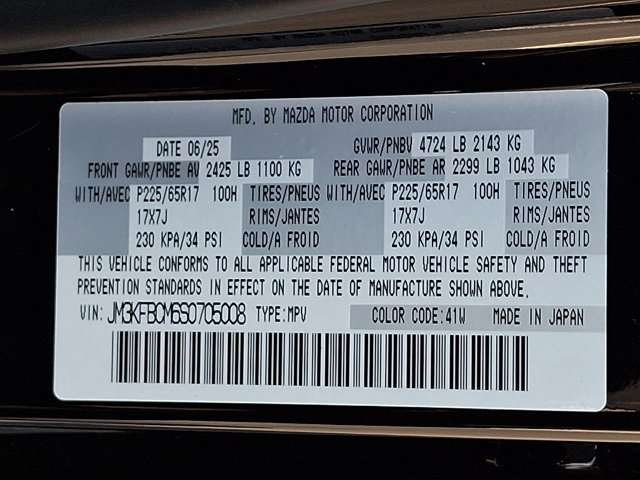 MFD. BY MAZDA MOTOR CORPORATION
DATE 06/25 GVWR/PNBV 4724 LB 2143 KG
FRONT GAWR/PNBE AV 2425 LB 1100 KG REAR GAWR/PNBE AR 2299 LB 1043 KG
WITH/AVEC P225/65R17 100H TIRES/PNEUS WITH/AVEC P225/65R17 100H TIRES/PNEUS
17X7J RIMS/JANTES 17X7J RIMS/JANTES
230 KPA/34 PSI COLD/A FROID 230 KPA/34 PSI COLD/A FROID
THIS VEHICLE CONFORMS TO ALL APPLICABLE FEDERAL MOTOR VEHICLE SAFETY AND THEFT
PREVENTION STANDARDS IN EFFECT ON THE DATE OF MANUFACTURE SHOWN ABOVE.
VIN: JM3KFBCM6S0705008 TYPE:MPV COLOR CODE:41W MADE IN JAPAN